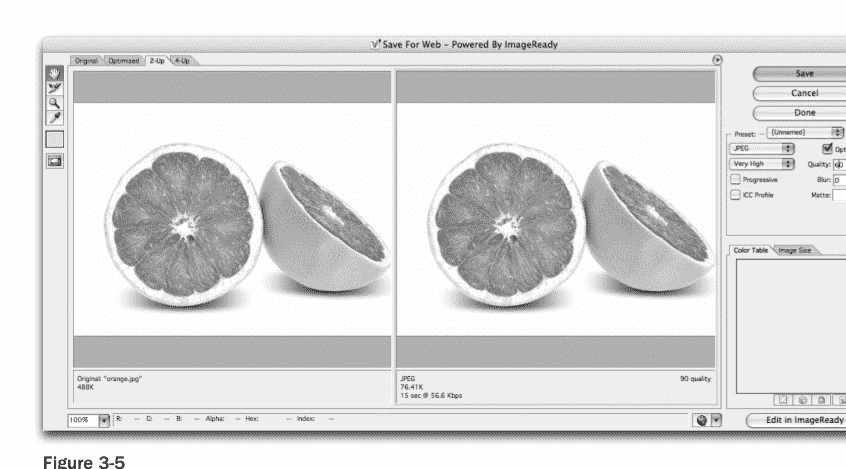 Save For Web – Powered By ImageReady
Original Optimized 2-Up 4-Up
Save
Cancel
Done
Preset: [Unnamed]
JPEG
Very High Quality:
Progressive Blur: 0
ICC Profile Matte:
Color Table Image Size
Original: "orange.jpg"
488K
JPEG 90 quality
76.41K
15 sec @ 56.6 Kbps
100% R: -- G: -- B: -- Alpha: -- Hex: -- Index: --
Edit in ImageReady
Figure 3-5